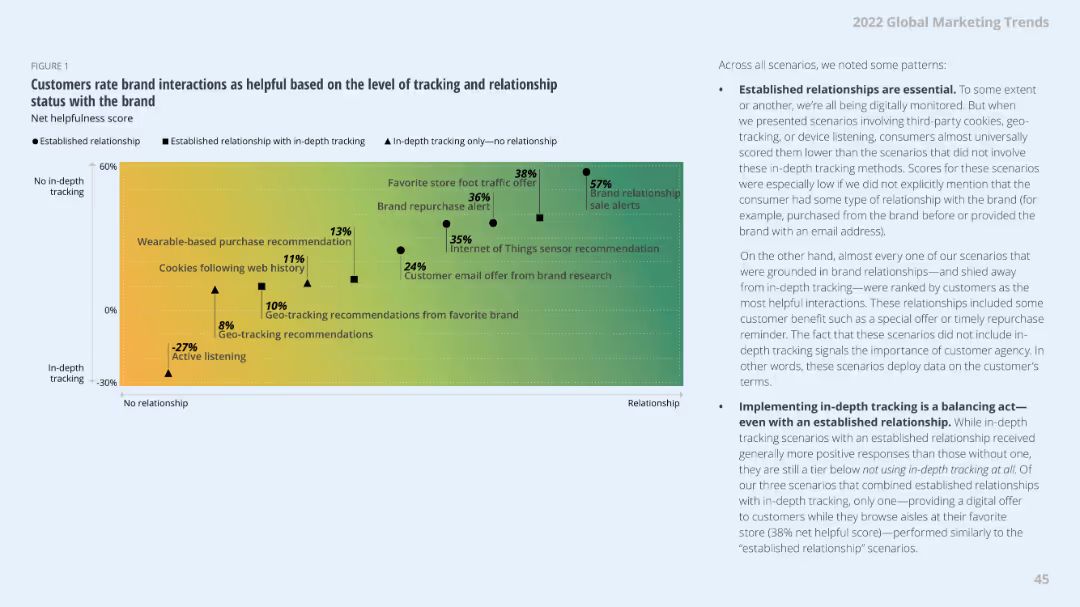 2022 Global Marketing Trends
FIGURE 1
Customers rate brand interactions as helpful based on the level of tracking and relationship
status with the brand
Net helpfulness score
Established relationship
Established relationship with in-depth tracking
In-depth tracking only—no relationship
60%
No in-depth
tracking
38%
Favorite store foot traffic offer
57%
Brand relationship
sale alerts
36%
Brand repurchase alert
13%
Wearable-based purchase recommendation
35%
Internet of Things sensor recommendation
11%
Cookies following web history
24%
Customer email offer from brand research
0%
10%
Geo-tracking recommendations from favorite brand
8%
Geo-tracking recommendations
-27%
Active listening
In-depth
tracking
-30%
No relationship
Relationship
Across all scenarios, we noted some patterns:
• Established relationships are essential. To some extent
or another, we’re all being digitally monitored. But when
we presented scenarios involving third-party cookies, geo-
tracking, or device listening, consumers almost universally
scored them lower than the scenarios that did not involve
these in-depth tracking methods. Scores for these scenarios
were especially low if we did not explicitly mention that the
consumer had some type of relationship with the brand (for
example, purchased from the brand before or provided the
brand with an email address).
On the other hand, almost every one of our scenarios that
were grounded in brand relationships—and shied away
from in-depth tracking—were ranked by customers as the
most helpful interactions. These relationships included some
customer benefit such as a special offer or timely repurchase
reminder. The fact that these scenarios did not include in-
depth tracking signals the importance of customer agency. In
other words, these scenarios deploy data on the customer’s
terms.
• Implementing in-depth tracking is a balancing act—
even with an established relationship. While in-depth
tracking scenarios with an established relationship received
generally more positive responses than those without one,
they are still a tier below not using in-depth tracking at all. Of
our three scenarios that combined established relationships
with in-depth tracking, only one—providing a digital offer
to customers while they browse aisles at their favorite
store (38% net helpful score)—performed similarly to the
“established relationship” scenarios.
45